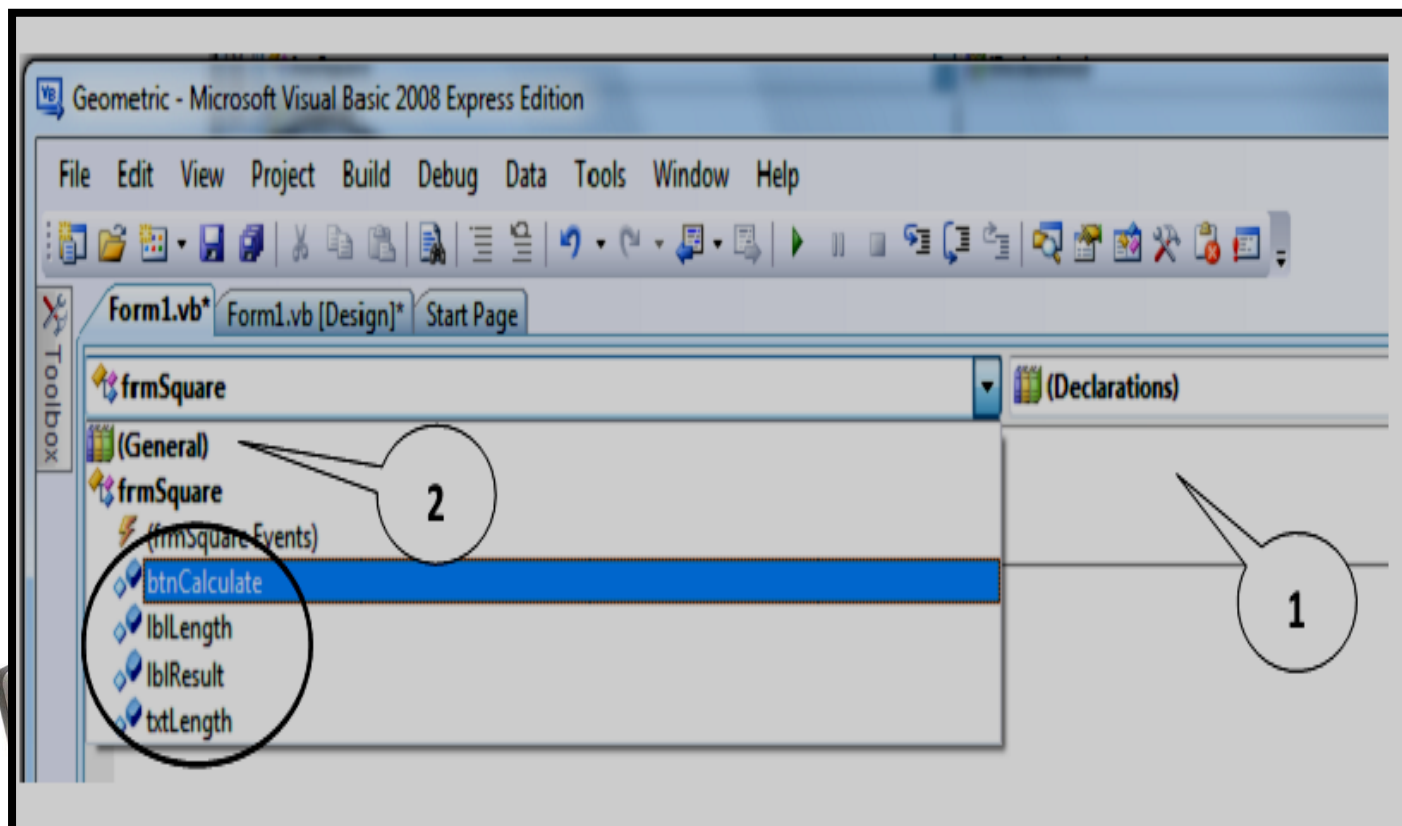 Geometric - Microsoft Visual Basic 2008 Express Edition
File Edit View Project Build Debug Data Tools Window Help
Form1.vb* Form1.vb [Design]* Start Page
Toolbox
frmSquare (Declarations)
(General)
frmSquare
(frmSquare Events)
btnCalculate
lblLength
lblResult
txtLength
2
1